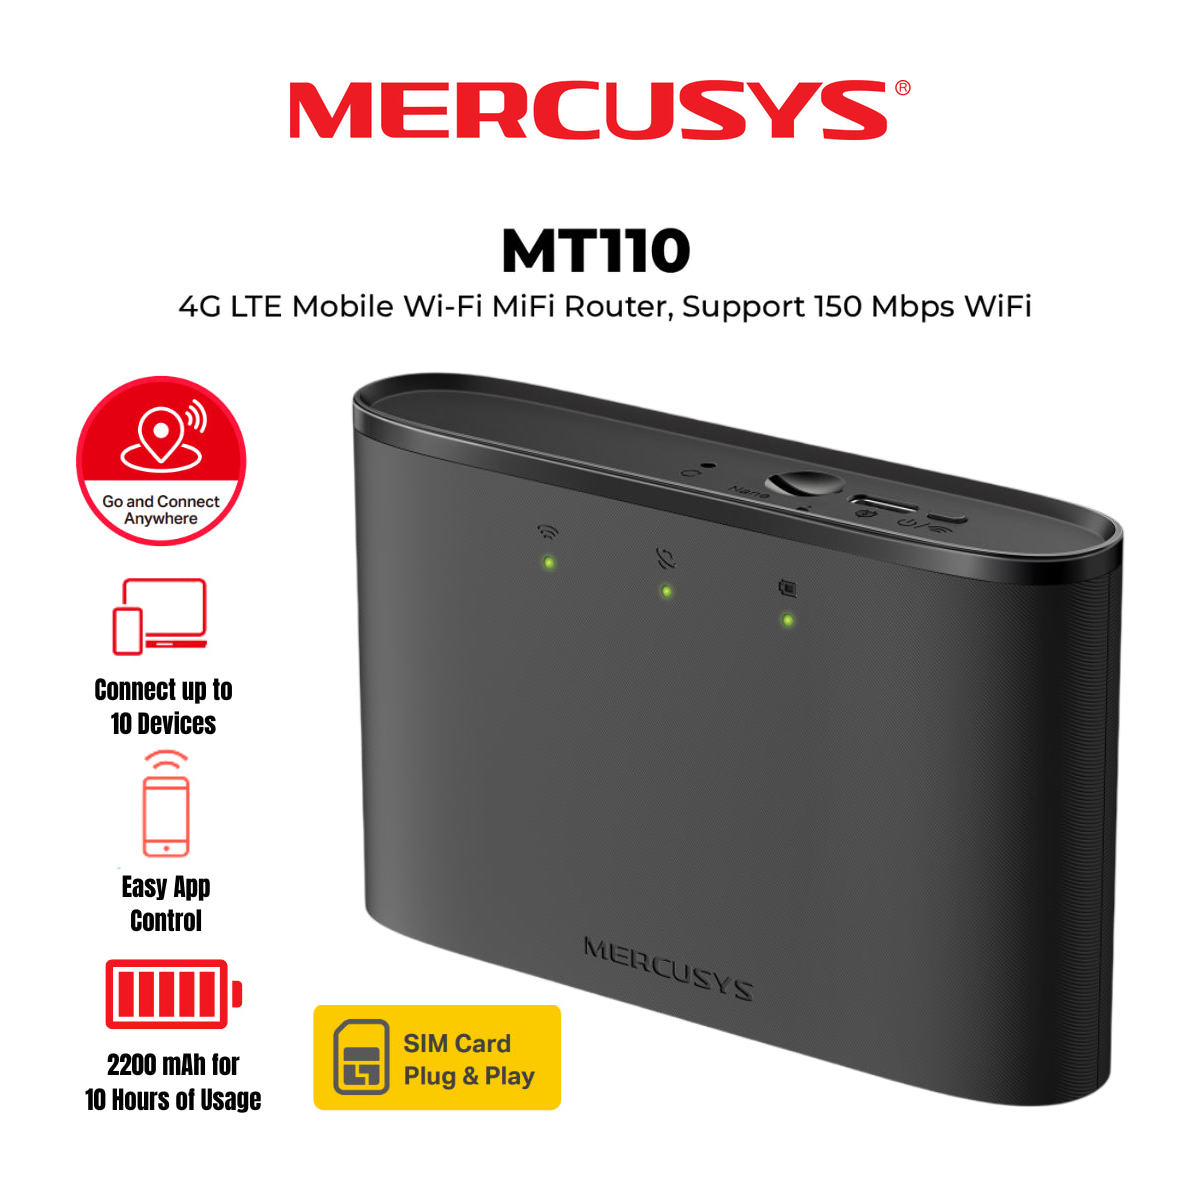 MERCUSYS®
MT110
4G LTE Mobile Wi-Fi MiFi Router, Support 150 Mbps WiFi
Go and Connect
Anywhere
Connect up to
10 Devices
Easy App
Control
2200 mAh for
10 Hours of Usage
SIM Card
Plug & Play
Nano
MERCUSYS